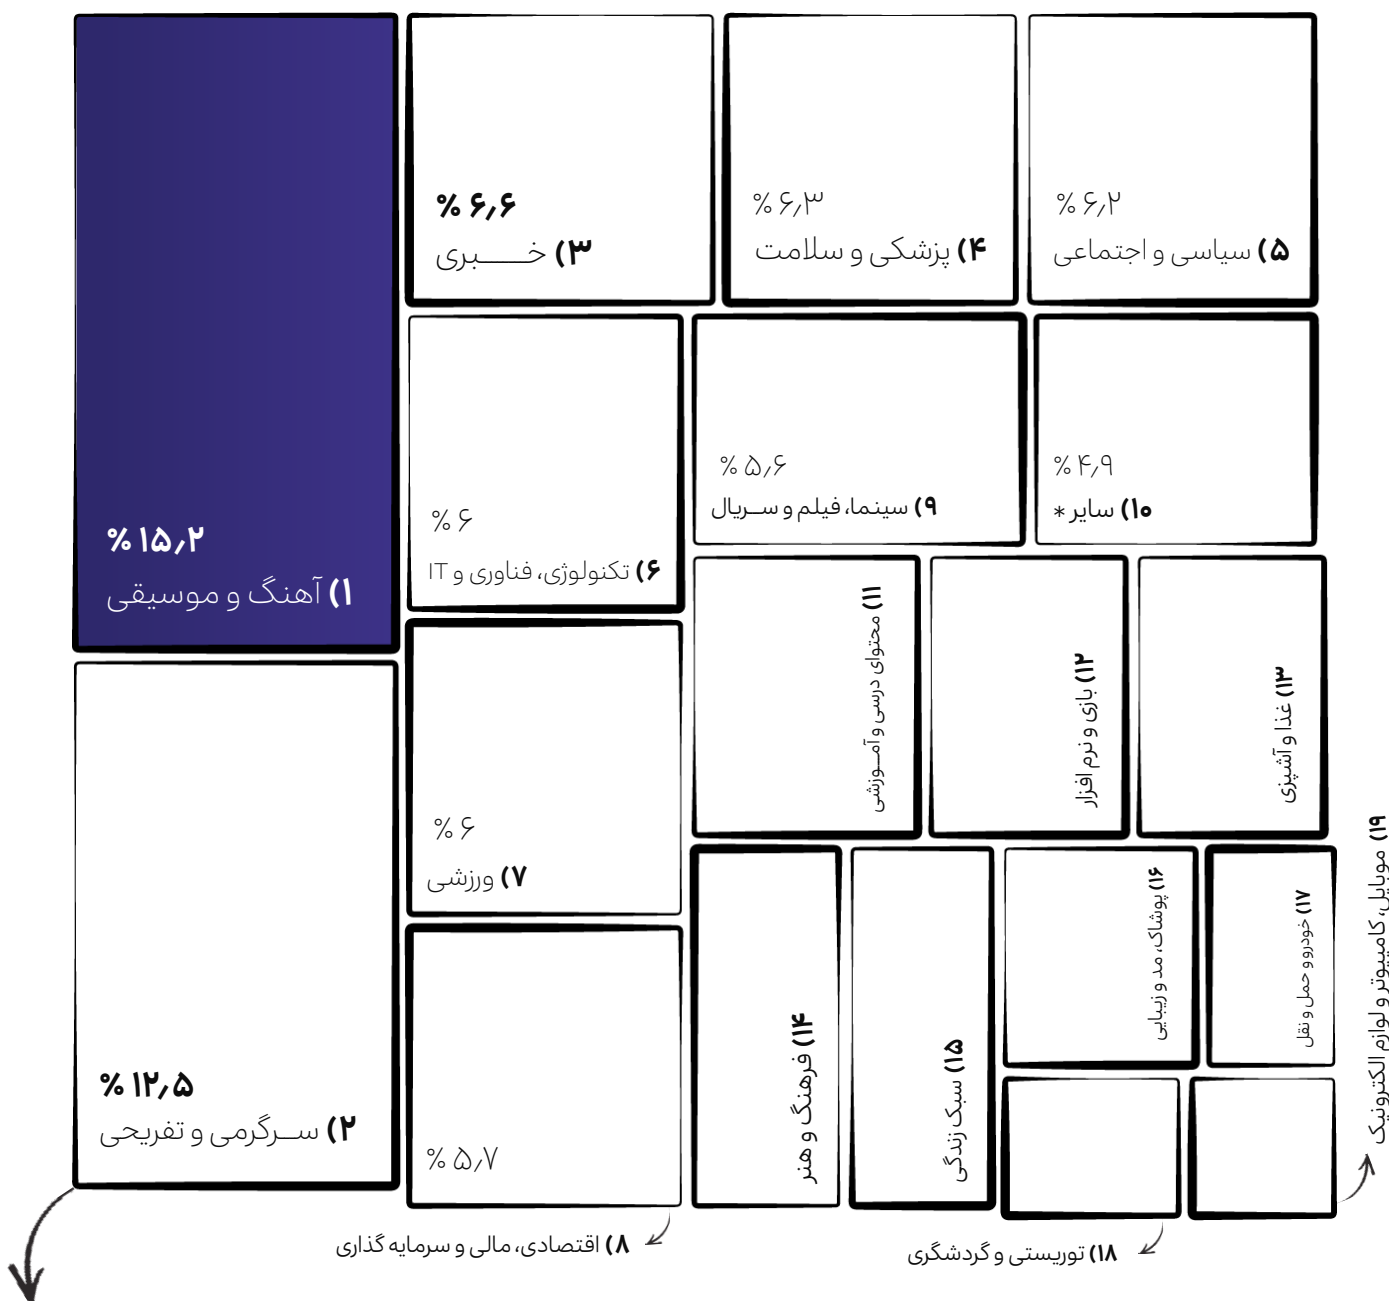 % ۱۵٫۲
۱) آهنگ و موسیقی
% ۱۲٫۵
۲) سـرگرمی و تفریحی
% ۶٫۶
۳) خـــبری
% ۶٫۳
۴) پزشکی و سلامت
% ۶٫۲
۵) سیاسی و اجتماعی
% ۶
۶) تکنولوژی، فناوری و IT
% ۶
۷) ورزشی
% ۵٫۷
۸) اقتصادی، مالی و سرمایه گذاری
% ۵٫۶
۹) سینما، فیلم و سـریال
% ۴٫۹
۱۰) سایر *
۱۱) محتوای درسی و آمـوزشی
۱۲) بازی و نرم افزار
۱۳) غذا و آشپزی
۱۴) فرهنگ و هنر
۱۵) سبک زندگی
۱۶) پوشاک، مد و زیبایی
۱۷) خودرو و حمل و نقل
۱۸) توریستی و گردشگری
۱۹) موبایل، کامپیوتر و لوازم الکترونیک